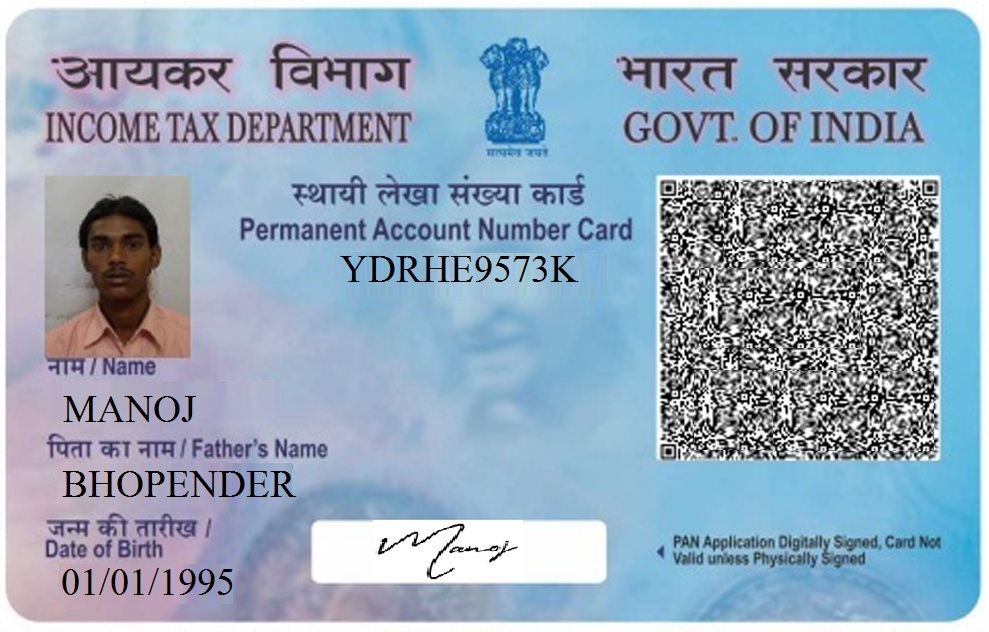 आयकर विभाग
INCOME TAX DEPARTMENT
सत्यमेव जयते
भारत सरकार
GOVT. OF INDIA
स्थायी लेखा संख्या कार्ड
Permanent Account Number Card
YDRHE9573K
नाम / Name
MANOJ
पिता का नाम / Father's Name
BHOPENDER
जन्म की तारीख /
Date of Birth
01/01/1995
Manoj
PAN Application Digitally Signed, Card Not
Valid unless Physically Signed